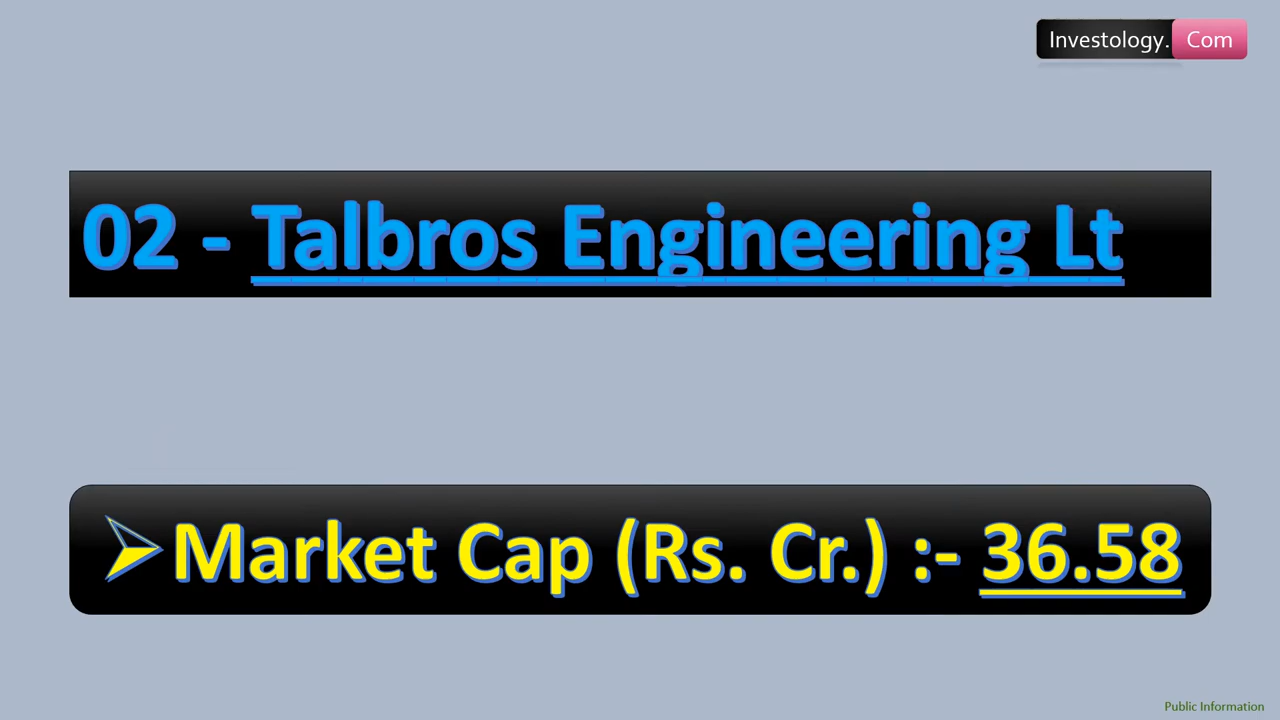 Investology. Com
02 - Talbros Engineering Lt
Market Cap (Rs. Cr.) :- 36.58
Public Information